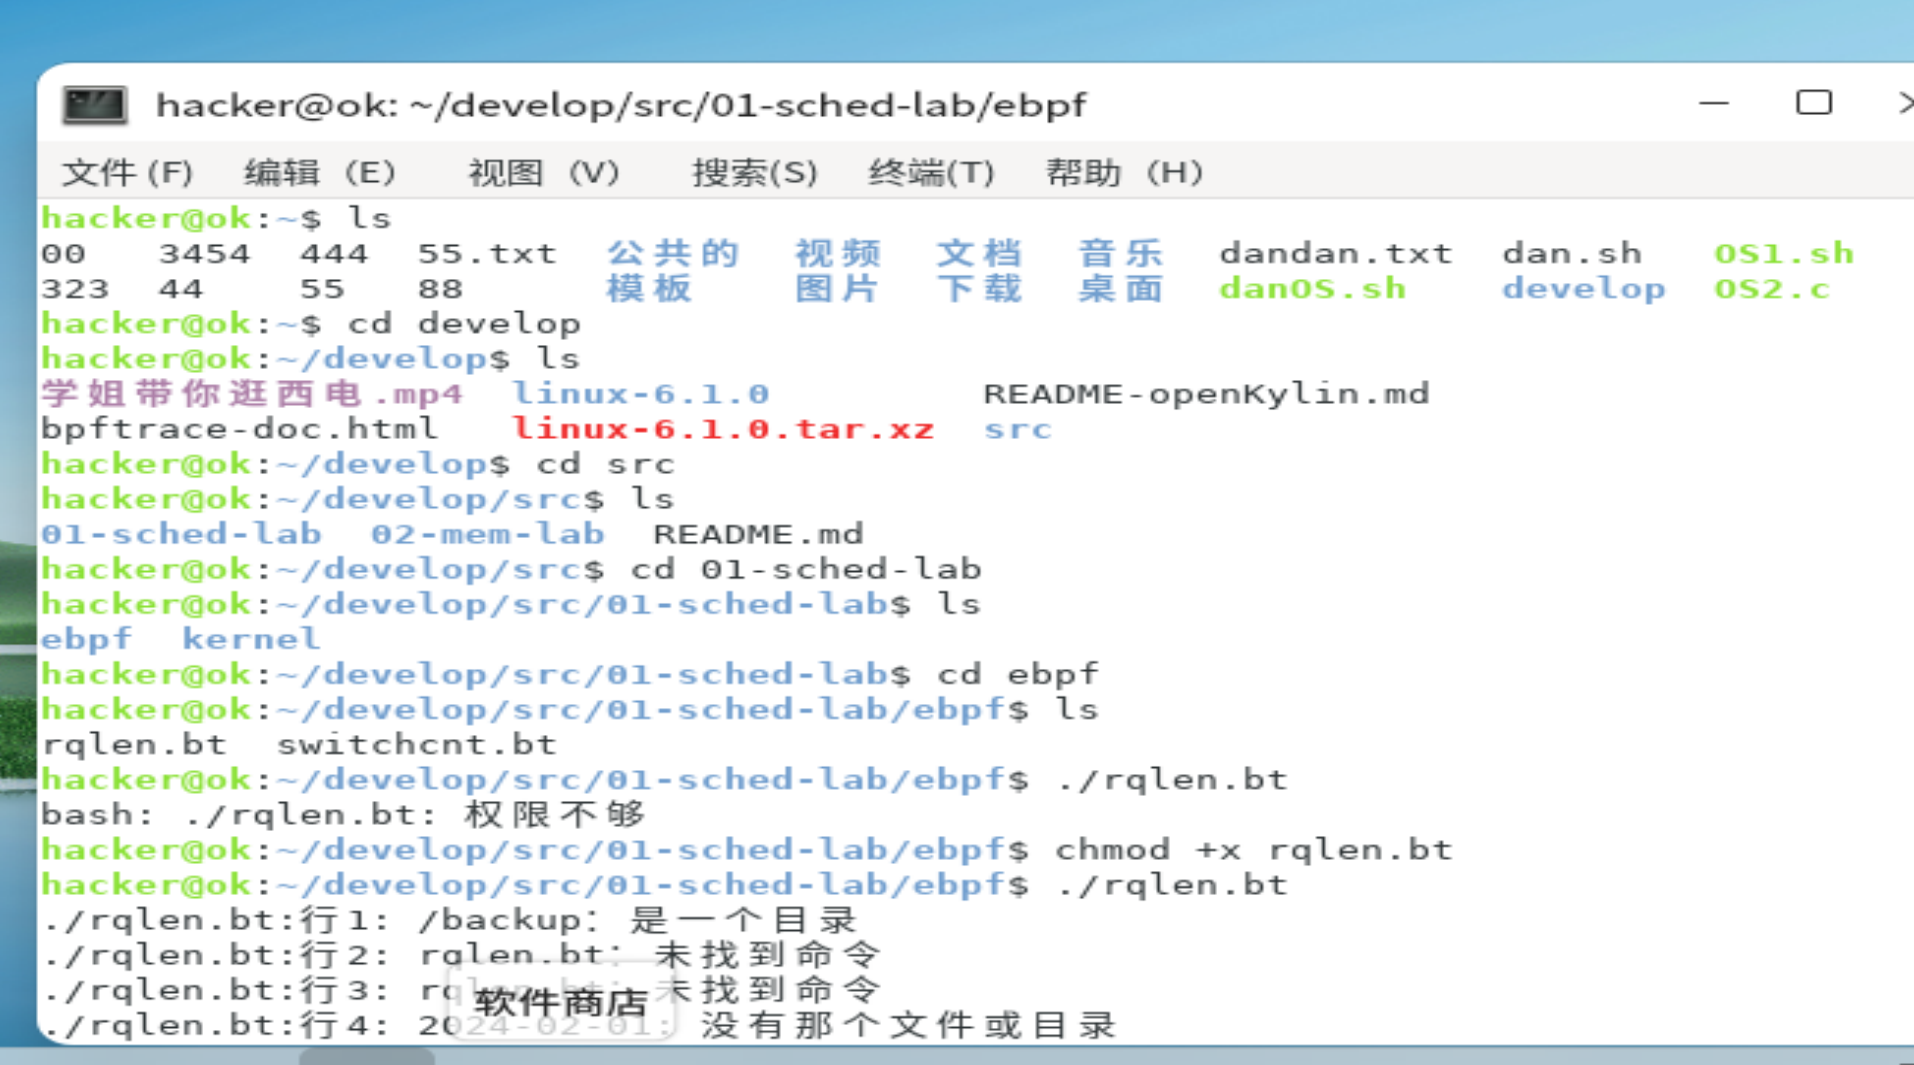 hacker@ok: ~/develop/src/01-sched-lab/ebpf
文件(F) 编辑 (E) 视图 (V) 搜索(S) 终端(T) 帮助 (H)
hacker@ok:~$ ls
00 3454 444 55.txt 公共的 视频 文档 音乐 dandan.txt dan.sh OS1.sh
323 44 55 88 模板 图片 下载 桌面 danOS.sh develop OS2.c
hacker@ok:~$ cd develop
hacker@ok:~/develop$ ls
学姐带你逛西电.mp4 linux-6.1.0 README-openKylin.md
bpftrace-doc.html linux-6.1.0.tar.xz src
hacker@ok:~/develop$ cd src
hacker@ok:~/develop/src$ ls
01-sched-lab 02-mem-lab README.md
hacker@ok:~/develop/src$ cd 01-sched-lab
hacker@ok:~/develop/src/01-sched-lab$ ls
ebpf kernel
hacker@ok:~/develop/src/01-sched-lab$ cd ebpf
hacker@ok:~/develop/src/01-sched-lab/ebpf$ ls
rqlen.bt switchcnt.bt
hacker@ok:~/develop/src/01-sched-lab/ebpf$ ./rqlen.bt
bash: ./rqlen.bt: 权限不够
hacker@ok:~/develop/src/01-sched-lab/ebpf$ chmod +x rqlen.bt
hacker@ok:~/develop/src/01-sched-lab/ebpf$ ./rqlen.bt
./rqlen.bt:行1: /backup: 是一个目录
./rqlen.bt:行2: rqlen.bt: 未找到命令
./rqlen.bt:行3: rqlen.bt: 未找到命令
软件商店
./rqlen.bt:行4: 2024-02-01: 没有那个文件或目录